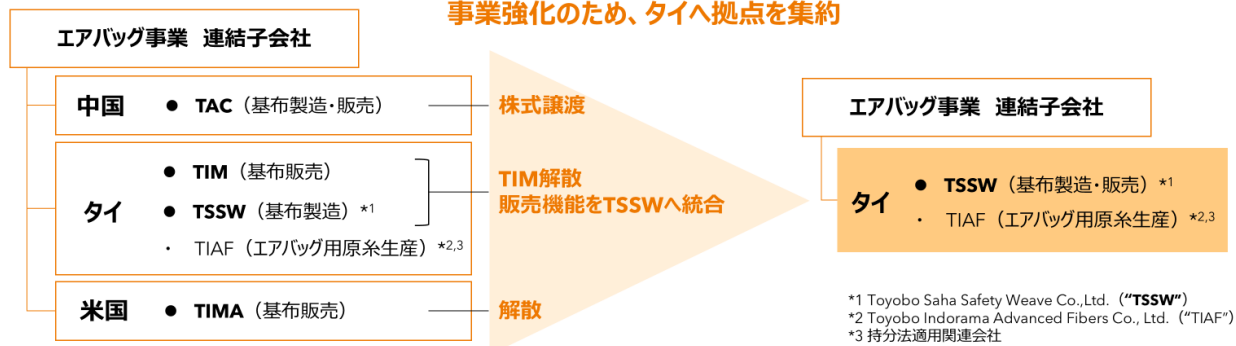 事業強化のため、タイへ拠点を集約
エアバッグ事業 連結子会社
中国 ● TAC（基布製造・販売）
株式譲渡
タイ
● TIM（基布販売）
● TSSW（基布製造）*1
・ TIAF（エアバッグ用原糸生産）*2,3
TIM解散
販売機能をTSSWへ統合
米国 ● TIMA（基布販売）
解散
エアバッグ事業 連結子会社
タイ
● TSSW（基布製造・販売）*1
・ TIAF（エアバッグ用原糸生産）*2,3
*1 Toyobo Saha Safety Weave Co.,Ltd.（“TSSW”）
*2 Toyobo Indorama Advanced Fibers Co., Ltd.（“TIAF”）
*3 持分法適用関連会社